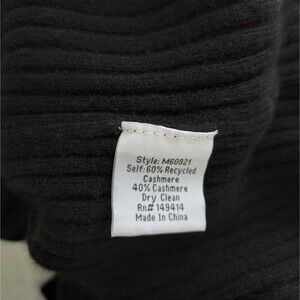 Style: M60821
Self: 60% Recycled
Cashmere
40% Cashmere
Dry Clean
Rn# 149414
Made In China